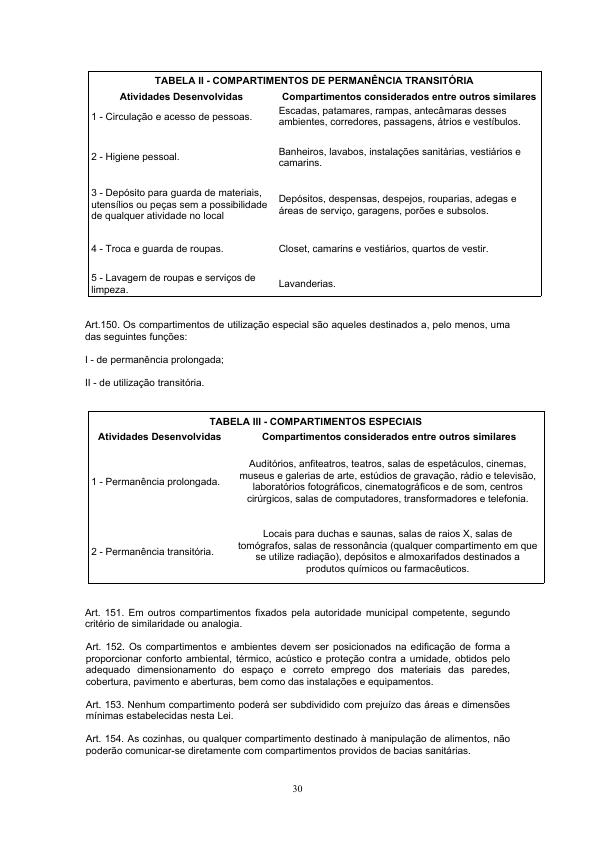 TABELA II - COMPARTIMENTOS DE PERMANÊNCIA TRANSITÓRIA
Atividades Desenvolvidas Compartimentos considerados entre outros similares
1 - Circulação e acesso de pessoas.
Escadas, patamares, rampas, antecâmaras desses
ambientes, corredores, passagens, átrios e vestíbulos.
2 - Higiene pessoal.
Banheiros, lavabos, instalações sanitárias, vestiários e
camarins.
3 - Depósito para guarda de materiais,
utensílios ou peças sem a possibilidade
de qualquer atividade no local
Depósitos, despensas, despejos, rouparias, adegas e
áreas de serviço, garagens, porões e subsolos.
4 - Troca e guarda de roupas.
Closet, camarins e vestiários, quartos de vestir.
5 - Lavagem de roupas e serviços de
limpeza.
Lavanderias.
Art.150. Os compartimentos de utilização especial são aqueles destinados a, pelo menos, uma
das seguintes funções:
I - de permanência prolongada;
II - de utilização transitória.
TABELA III - COMPARTIMENTOS ESPECIAIS
Atividades Desenvolvidas Compartimentos considerados entre outros similares
1 - Permanência prolongada.
Auditórios, anfiteatros, teatros, salas de espetáculos, cinemas,
museus e galerias de arte, estúdios de gravação, rádio e televisão,
laboratórios fotográficos, cinematográficos e de som, centros
cirúrgicos, salas de computadores, transformadores e telefonia.
2 - Permanência transitória.
Locais para duchas e saunas, salas de raios X, salas de
tomógrafos, salas de ressonância (qualquer compartimento em que
se utilize radiação), depósitos e almoxarifados destinados a
produtos químicos ou farmacêuticos.
Art. 151. Em outros compartimentos fixados pela autoridade municipal competente, segundo
critério de similaridade ou analogia.
Art. 152. Os compartimentos e ambientes devem ser posicionados na edificação de forma a
proporcionar conforto ambiental, térmico, acústico e proteção contra a umidade, obtidos pelo
adequado dimensionamento do espaço e correto emprego dos materiais das paredes,
cobertura, pavimento e aberturas, bem como das instalações e equipamentos.
Art. 153. Nenhum compartimento poderá ser subdividido com prejuízo das áreas e dimensões
mínimas estabelecidas nesta Lei.
Art. 154. As cozinhas, ou qualquer compartimento destinado à manipulação de alimentos, não
poderão comunicar-se diretamente com compartimentos providos de bacias sanitárias.
30